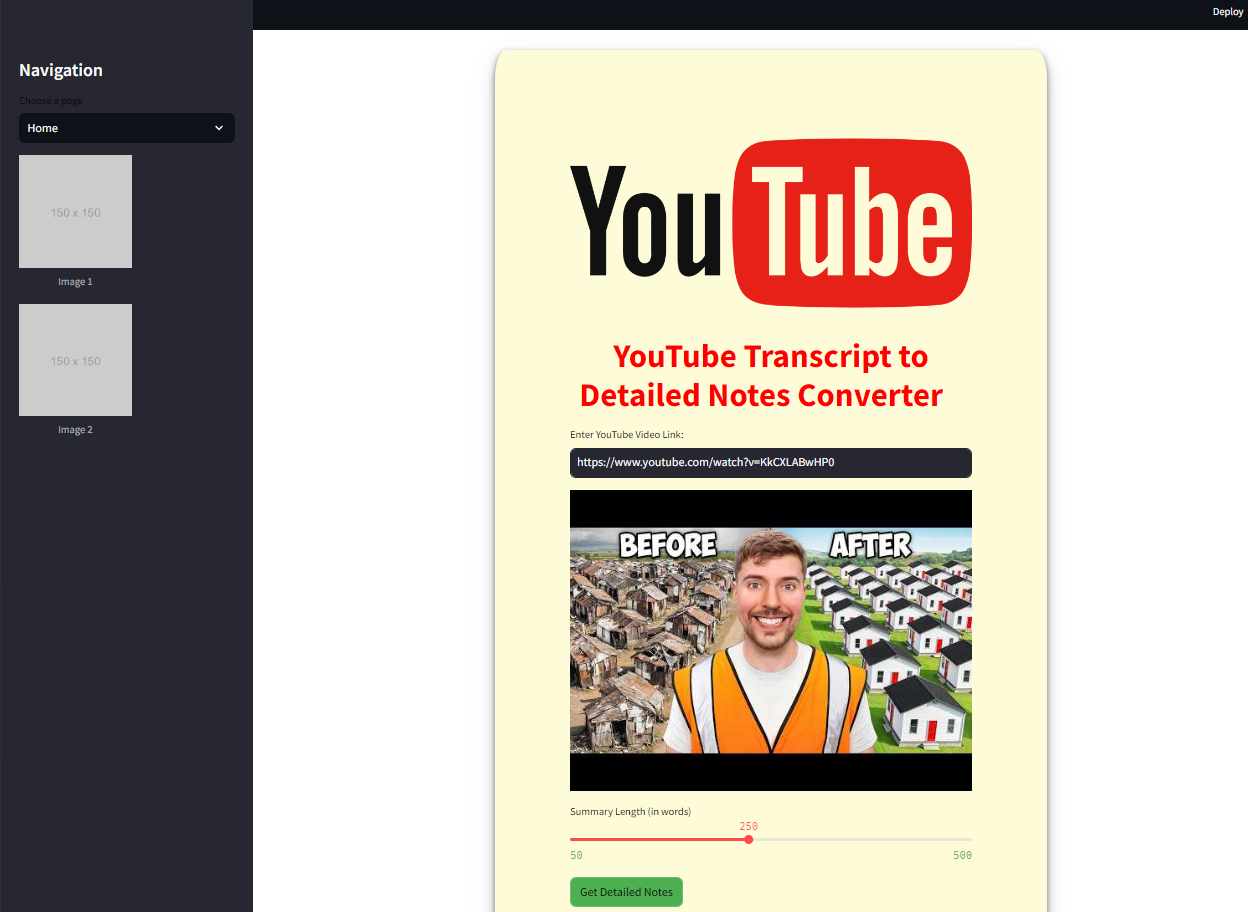 Deploy
Navigation
Choose a page
Home
150 x 150
Image 1
150 x 150
Image 2
YouTube
YouTube Transcript to
Detailed Notes Converter
Enter YouTube Video Link:
https://www.youtube.com/watch?v=KkCXLABwHP0
BEFORE AFTER
Summary Length (in words)
250
50 500
Get Detailed Notes